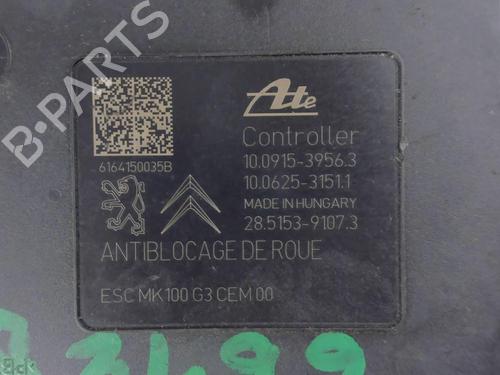 B-PARTS
Ate
Controller
10.0915-3956.3
10.0625-3151.1
MADE IN HUNGARY
28.5153-9107.3
6164150035B
ANTIBLOCAGE DE ROUE
ESC MK100 G3 CEM 00